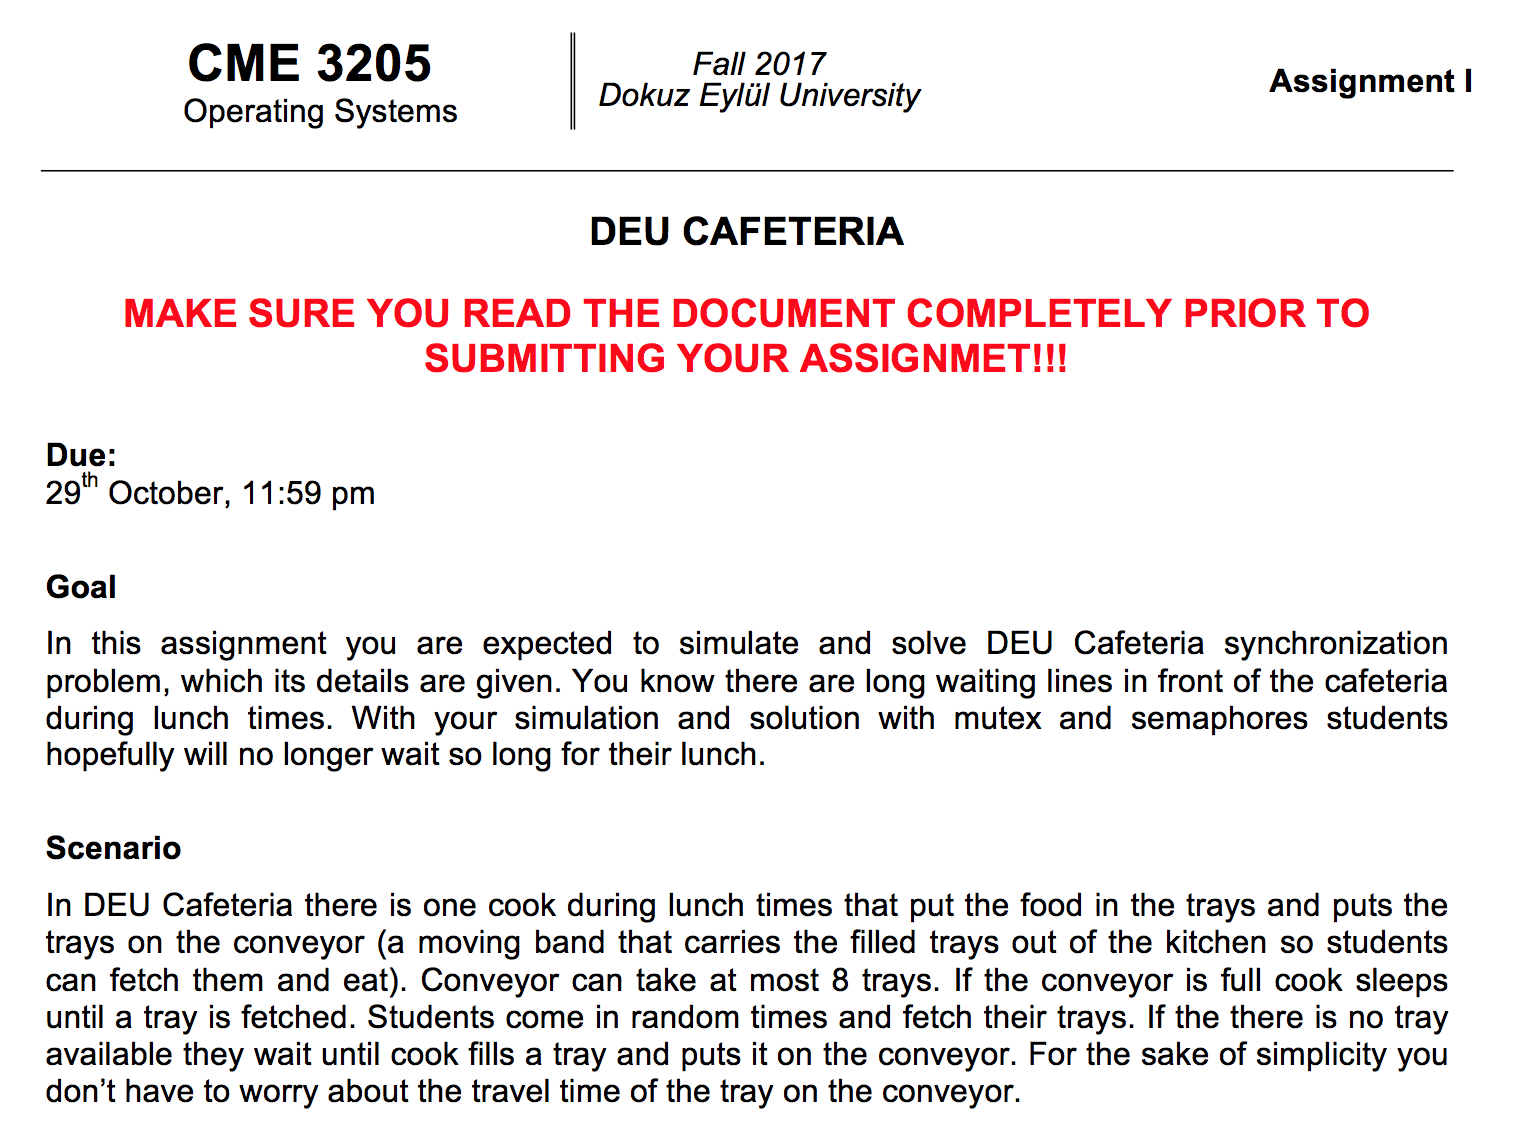 CME 3205
Operating Systems
Fall 2017
Dokuz Eylül University
Assignment I
DEU CAFETERIA
MAKE SURE YOU READ THE DOCUMENT COMPLETELY PRIOR TO
SUBMITTING YOUR ASSIGNMET!!!
Due:
29th October, 11:59 pm
Goal
In this assignment you are expected to simulate and solve DEU Cafeteria synchronization
problem, which its details are given. You know there are long waiting lines in front of the cafeteria
during lunch times. With your simulation and solution with mutex and semaphores students
hopefully will no longer wait so long for their lunch.
Scenario
In DEU Cafeteria there is one cook during lunch times that put the food in the trays and puts the
trays on the conveyor (a moving band that carries the filled trays out of the kitchen so students
can fetch them and eat). Conveyor can take at most 8 trays. If the conveyor is full cook sleeps
until a tray is fetched. Students come in random times and fetch their trays. If the there is no tray
available they wait until cook fills a tray and puts it on the conveyor. For the sake of simplicity you
don’t have to worry about the travel time of the tray on the conveyor.